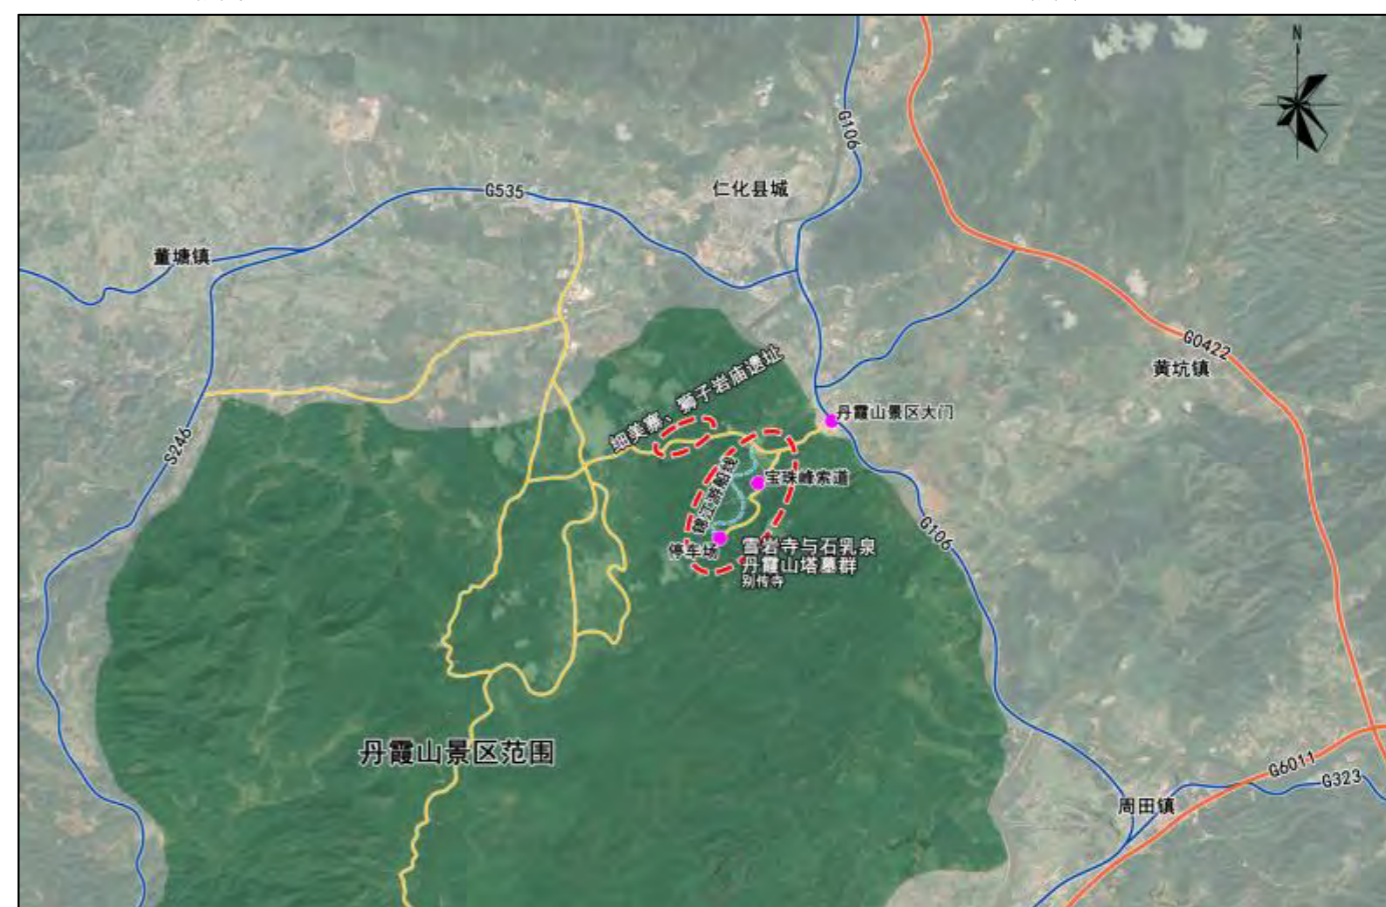 N
G106
G535
仁化县城
董塘镇
G0422
黄坑镇
细美寨、狮子岩庙遗址
丹霞山景区大门
S246
锦江游船线
宝珠峰索道
G106
停车场
雪岩寺与石乳泉
丹霞山塔墓群
别传寺
丹霞山景区范围
G6011
G323
周田镇